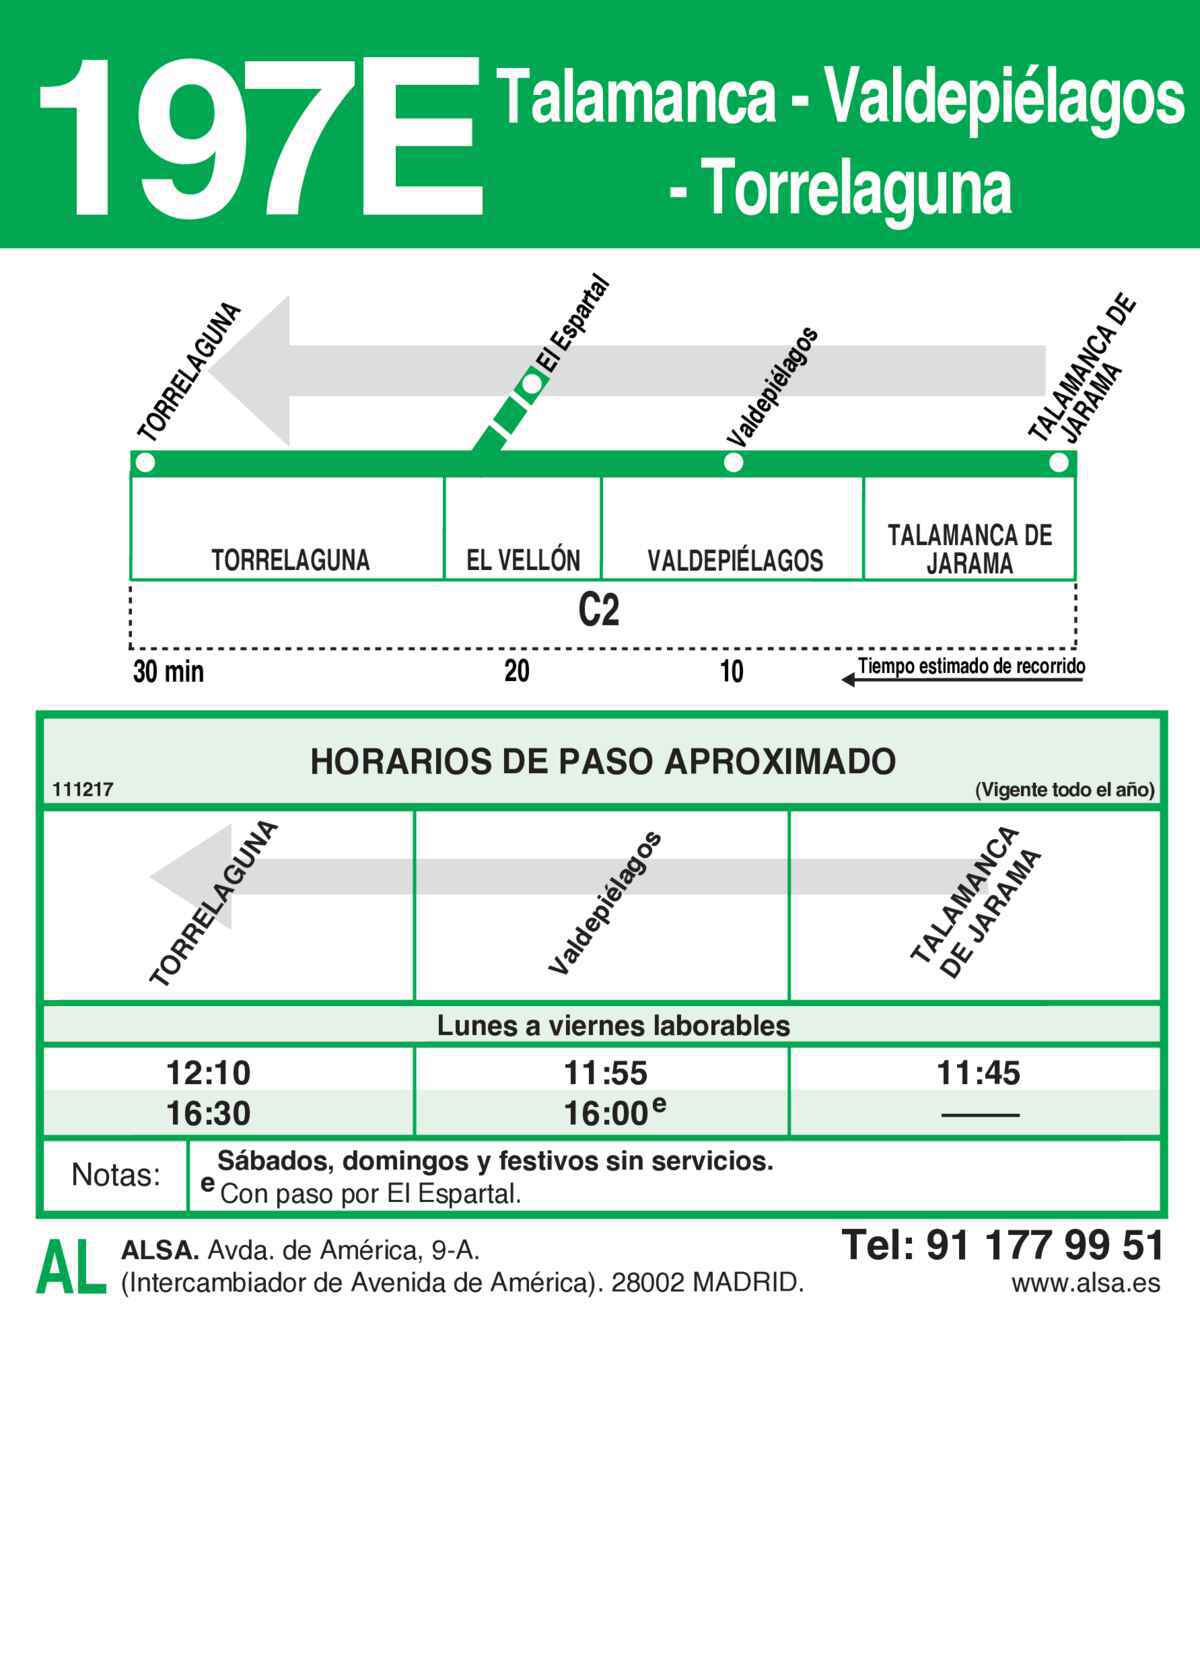 197E
Talamanca - Valdepiélagos
- Torrelaguna
TORRELAGUNA
El Espartal
Valdepiélagos
TALAMANCA DE
JARAMA
TORRELAGUNA
EL VELLÓN
VALDEPIÉLAGOS
TALAMANCA DE
JARAMA
C2
30 min
20
10
Tiempo estimado de recorrido
HORARIOS DE PASO APROXIMADO
111217
(Vigente todo el año)
TORRELAGUNA
Valdepiélagos
TALAMANCA
DE JARAMA
Lunes a viernes laborables
12:10 11:55 11:45
16:30 16:00 e ——
Notas:
Sábados, domingos y festivos sin servicios.
e Con paso por El Espartal.
AL
ALSA. Avda. de América, 9-A.
(Intercambiador de Avenida de América). 28002 MADRID.
Tel: 91 177 99 51
www.alsa.es